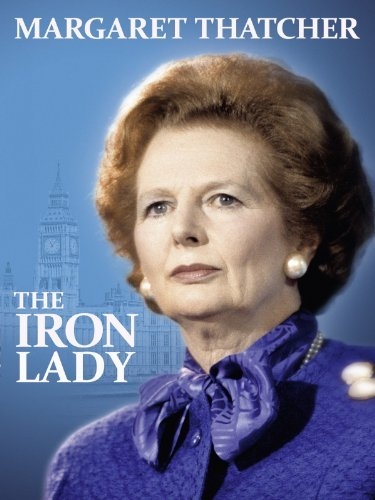 MARGARET THATCHER
THE
IRON
LADY